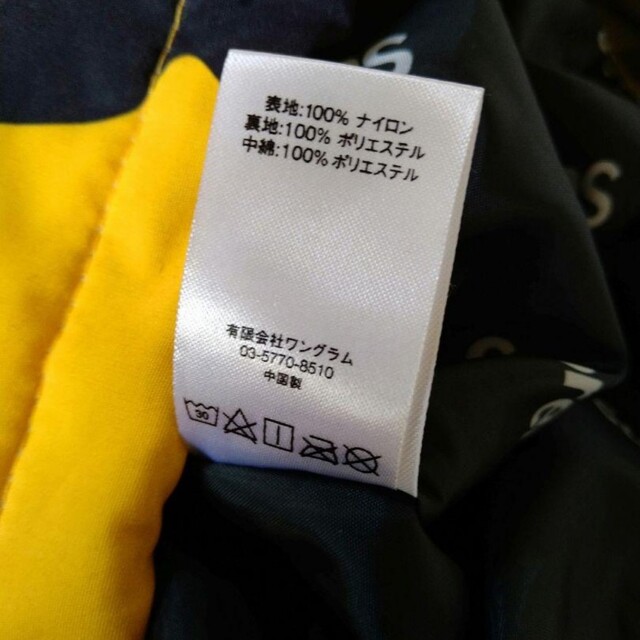 表地:100% ナイロン
裏地:100% ポリエステル
中綿:100% ポリエステル
有限会社ワングラム
03-5770-8510
中国製
30